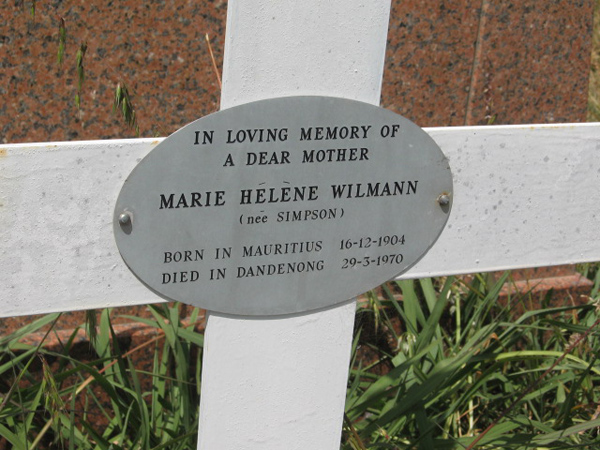 IN LOVING MEMORY OF
A DEAR MOTHER
MARIE HÉLÈNE WILMANN
(neé SIMPSON)
BORN IN MAURITIUS 16-12-1904
DIED IN DANDENONG 29-3-1970